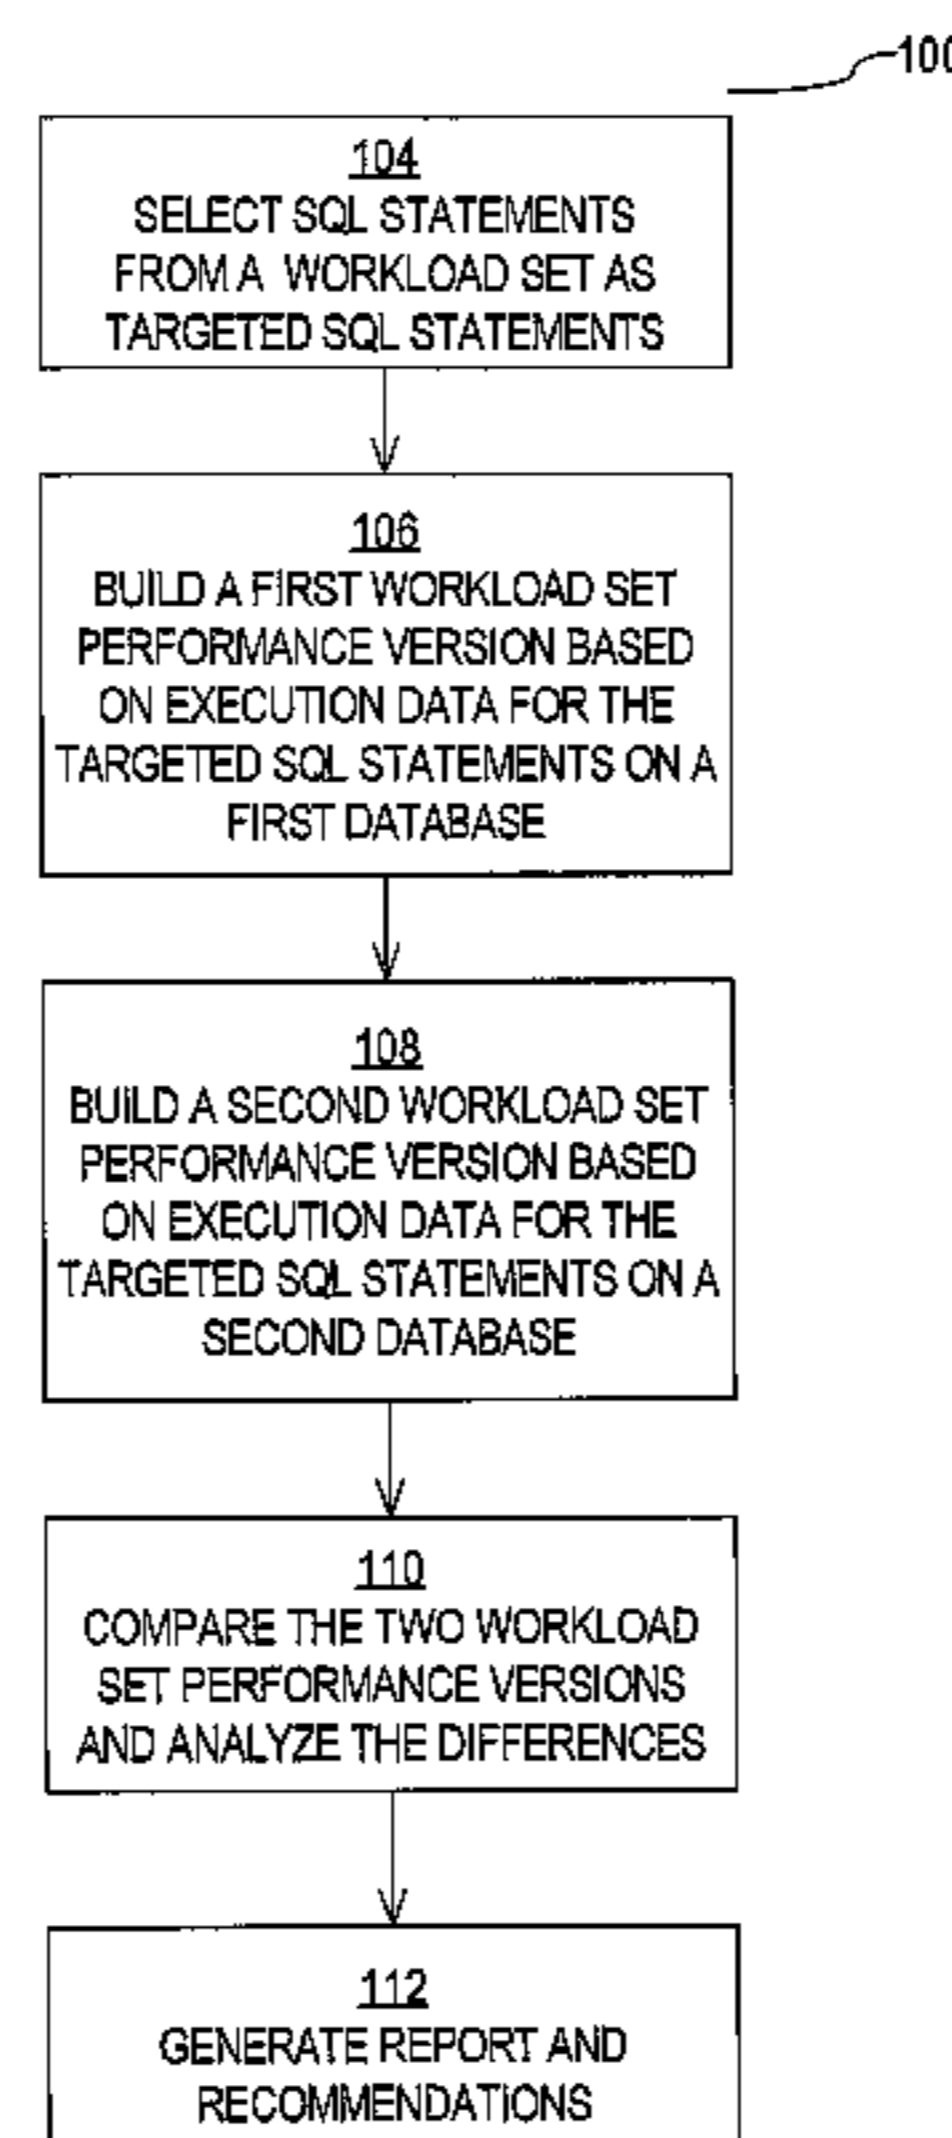 100
104
SELECT SQL STATEMENTS
FROM A WORKLOAD SET AS
TARGETED SQL STATEMENTS
106
BUILD A FIRST WORKLOAD SET
PERFORMANCE VERSION BASED
ON EXECUTION DATA FOR THE
TARGETED SQL STATEMENTS ON A
FIRST DATABASE
108
BUILD A SECOND WORKLOAD SET
PERFORMANCE VERSION BASED
ON EXECUTION DATA FOR THE
TARGETED SQL STATEMENTS ON A
SECOND DATABASE
110
COMPARE THE TWO WORKLOAD
SET PERFORMANCE VERSIONS
AND ANALYZE THE DIFFERENCES
112
GENERATE REPORT AND
RECOMMENDATIONS